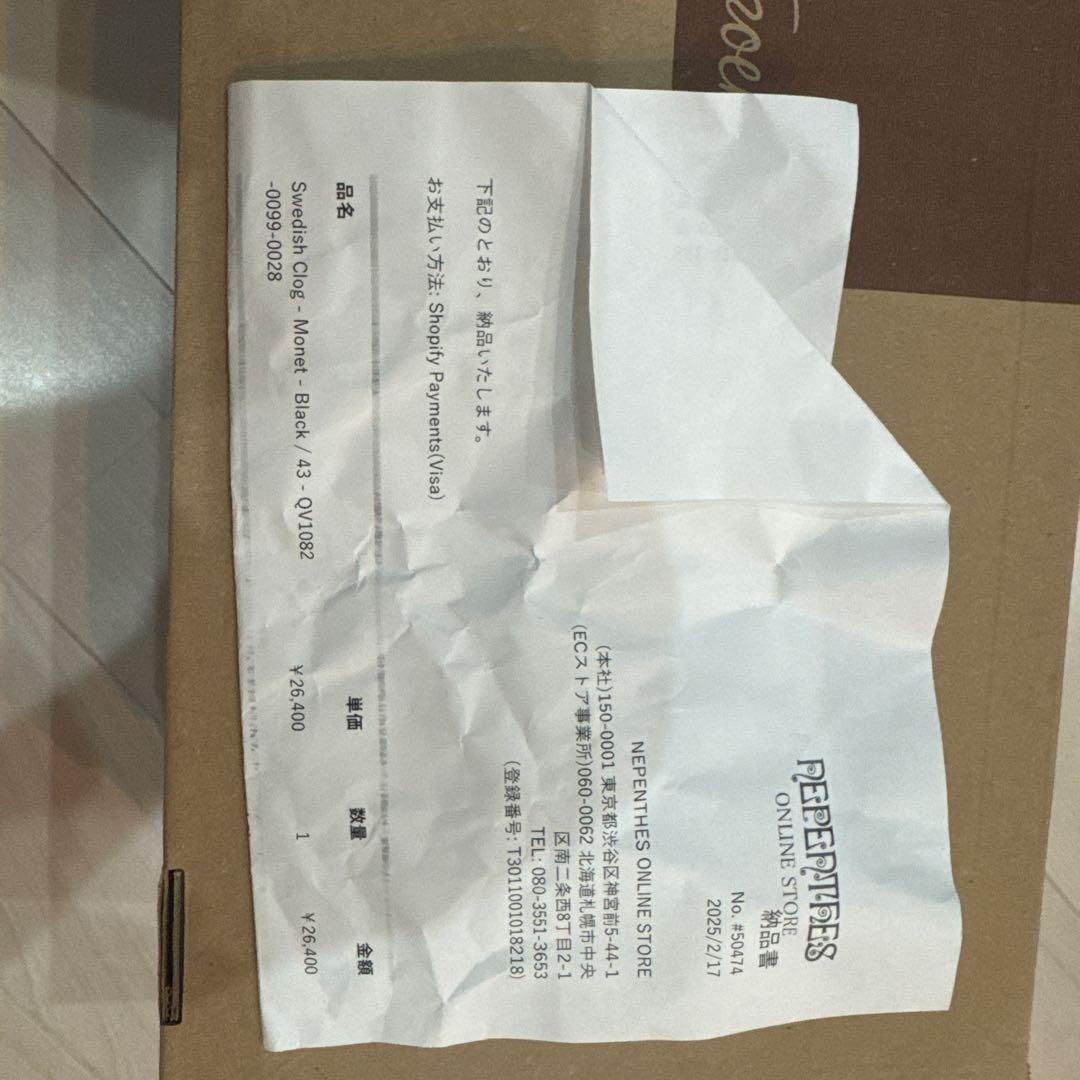 NEPENTHES
ONLINE STORE
納品書
No. #50474
2025/2/17
NEPENTHES ONLINE STORE
(本社)150-0001 東京都渋谷区神宮前5-44-1
(ECストア事業所)060-0062 北海道札幌市中央
区南二条西8丁目2-1
TEL: 080-3551-3653
(登録番号: T3011001018218)
下記のとおり、納品いたします。
お支払い方法: Shopify Payments(Visa)
品名 単価 数量 金額
Swedish Clog - Monet - Black / 43 - QV1082 ￥26,400 1 ￥26,400
-0099-0028